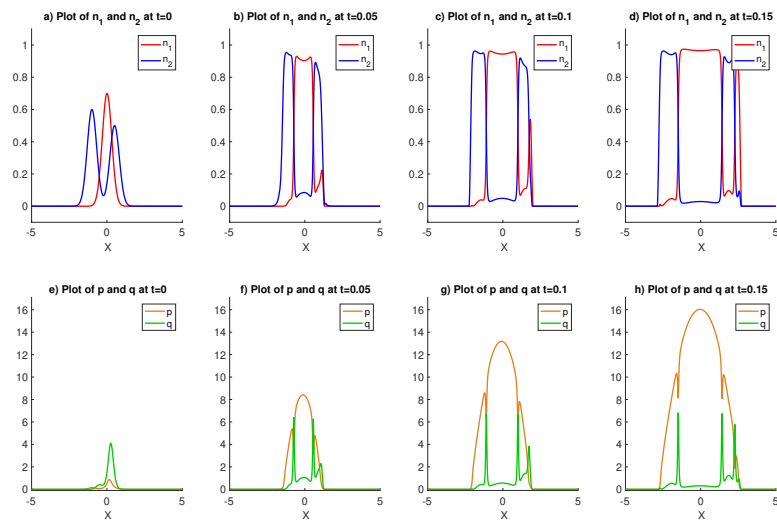 a) Plot of n1 and n2 at t=0
b) Plot of n1 and n2 at t=0.05
c) Plot of n1 and n2 at t=0.1
d) Plot of n1 and n2 at t=0.15
n1
n2
n1
n2
n1
n2
n1
n2
1
0.8
0.6
0.4
0.2
0
1
0.8
0.6
0.4
0.2
0
1
0.8
0.6
0.4
0.2
0
1
0.8
0.6
0.4
0.2
0
-5 0 5
-5 0 5
-5 0 5
-5 0 5
X
X
X
X
e) Plot of p and q at t=0
f) Plot of p and q at t=0.05
g) Plot of p and q at t=0.1
h) Plot of p and q at t=0.15
p
q
p
q
p
q
p
q
16
14
12
10
8
6
4
2
0
16
14
12
10
8
6
4
2
0
16
14
12
10
8
6
4
2
0
16
14
12
10
8
6
4
2
0
-5 0 5
-5 0 5
-5 0 5
-5 0 5
X
X
X
X